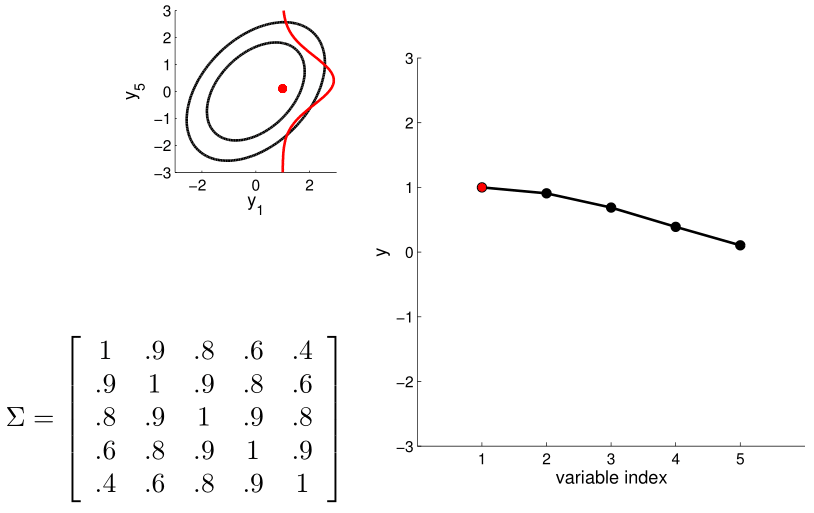 3
2
1
0
−1
−2
−3
y5
−2 0 2
y1
3
2
1
0
−1
−2
−3
y
1 2 3 4 5
variable index
Σ =
1 .9 .8 .6 .4
.9 1 .9 .8 .6
.8 .9 1 .9 .8
.6 .8 .9 1 .9
.4 .6 .8 .9 1